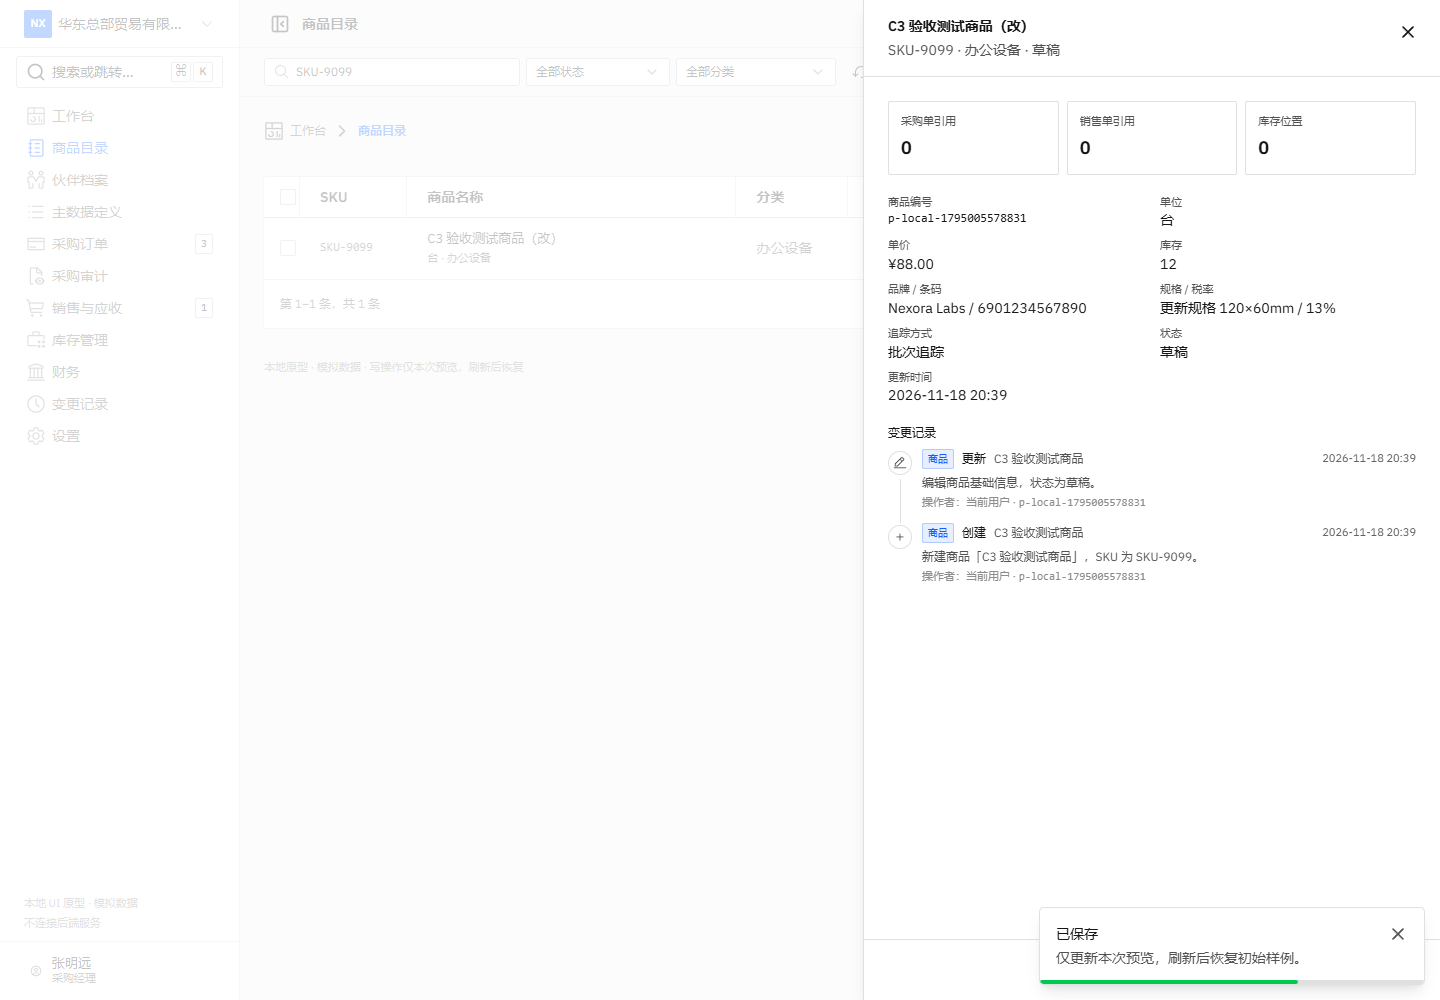 NX 华东总部贸易有限...
搜索或跳转... ⌘ K
工作台
商品目录
伙伴档案
主数据定义
采购订单 3
采购审计
销售与应收 1
库存管理
财务
变更记录
设置
本地 UI 原型 · 模拟数据
不连接后端服务
张明远
采购经理
商品目录
SKU-9099 全部状态 全部分类
工作台 商品目录
SKU 商品名称 分类
SKU-9099 C3 验收测试商品（改） 办公设备
台 · 办公设备
第 1–1 条，共 1 条
本地原型 · 模拟数据 · 写操作仅本次预览，刷新后恢复
C3 验收测试商品（改）
SKU-9099 · 办公设备 · 草稿
采购单引用 销售单引用 库存位置
0 0 0
商品编号 单位
p-local-1795005578831 台
单价 库存
¥88.00 12
品牌 / 条码 规格 / 税率
Nexora Labs / 6901234567890 更新规格 120×60mm / 13%
追踪方式 状态
批次追踪 草稿
更新时间
2026-11-18 20:39
变更记录
商品 更新 C3 验收测试商品 2026-11-18 20:39
编辑商品基础信息，状态为草稿。
操作者：当前用户 · p-local-1795005578831
商品 创建 C3 验收测试商品 2026-11-18 20:39
新建商品「C3 验收测试商品」，SKU 为 SKU-9099。
操作者：当前用户 · p-local-1795005578831
已保存
仅更新本次预览，刷新后恢复初始样例。